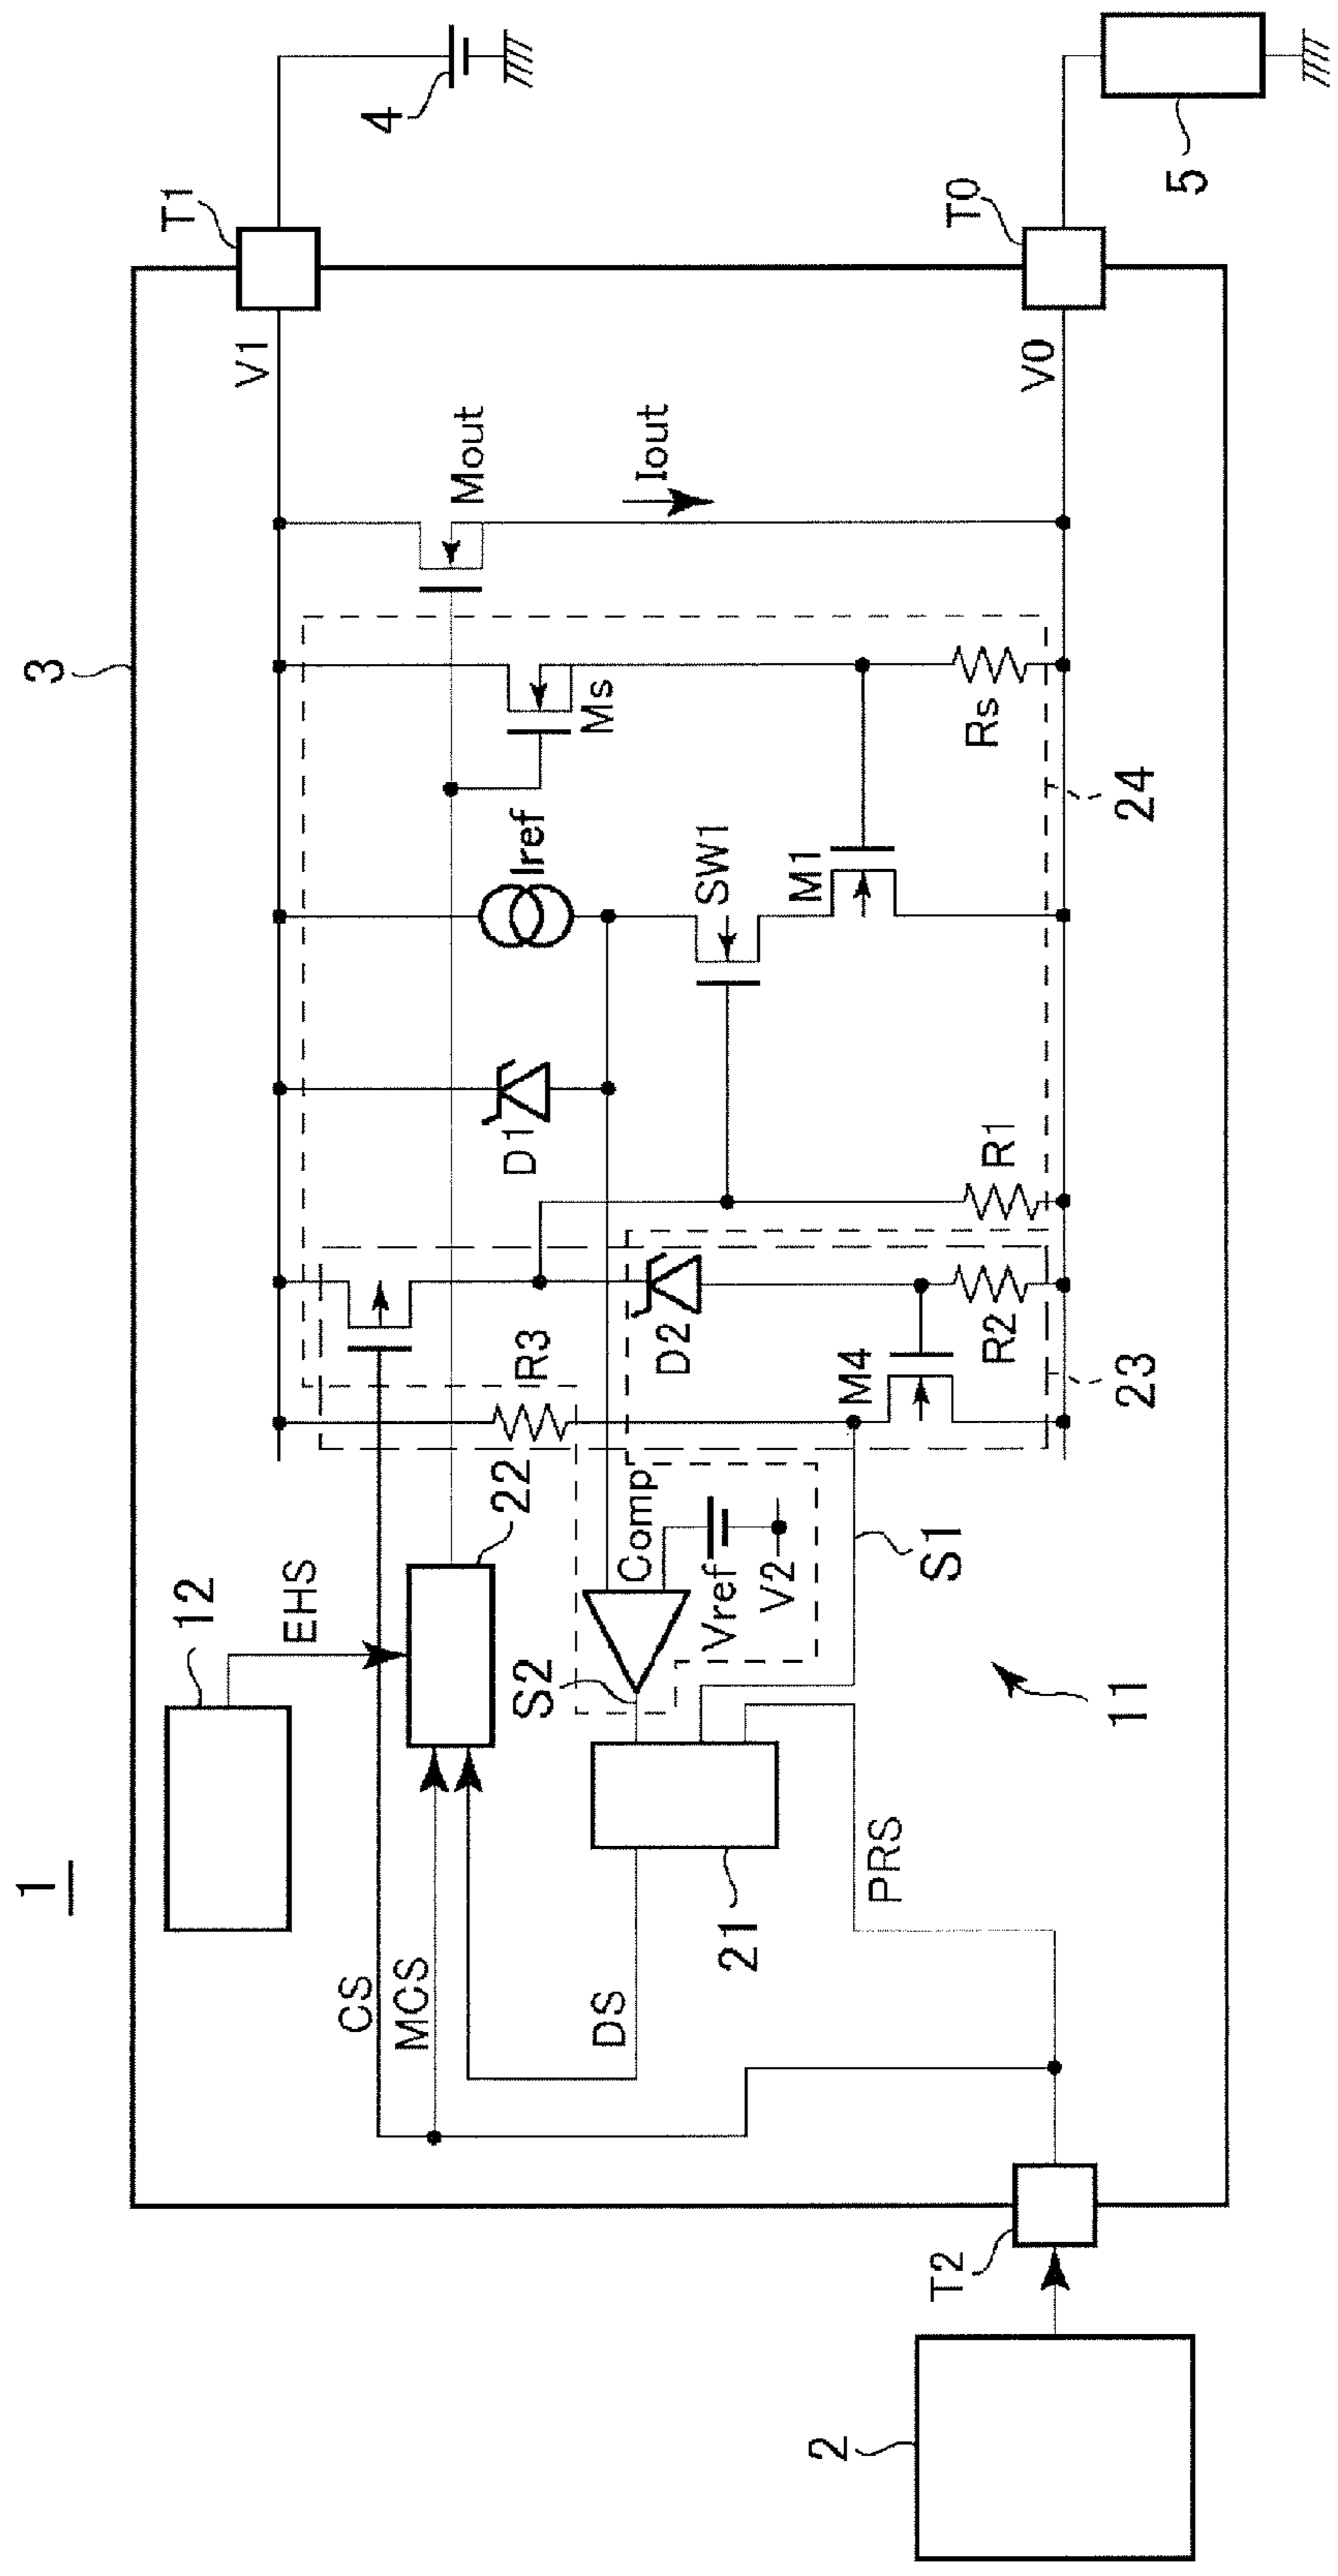 1
3
2
T2
T1
T0
4
5
V1
V0
12
EHS
CS
MCS
DS
PRS
21
22
S2
S1
Comp
Vref
V2
11
R3
M4
D2
R2
23
D1
R1
Iref
SW1
M1
Ms
Rs
24
Mout
Iout